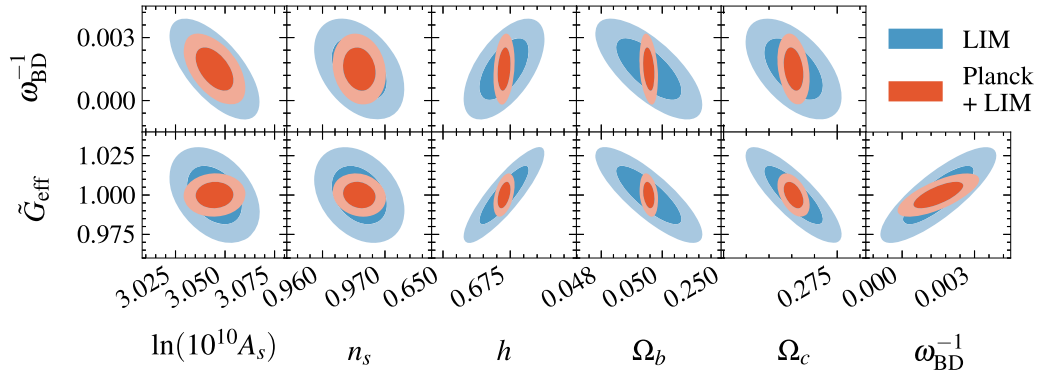 0.003
0.000
ω_BD^−1
LIM
Planck
+ LIM
1.025
1.000
0.975
G̃_eff
3.025 3.050 3.075 0.960 0.970 0.650 0.675 0.048 0.050 0.250 0.275 0.000 0.003
ln(10^10 A_s) n_s h Ω_b Ω_c ω_BD^−1